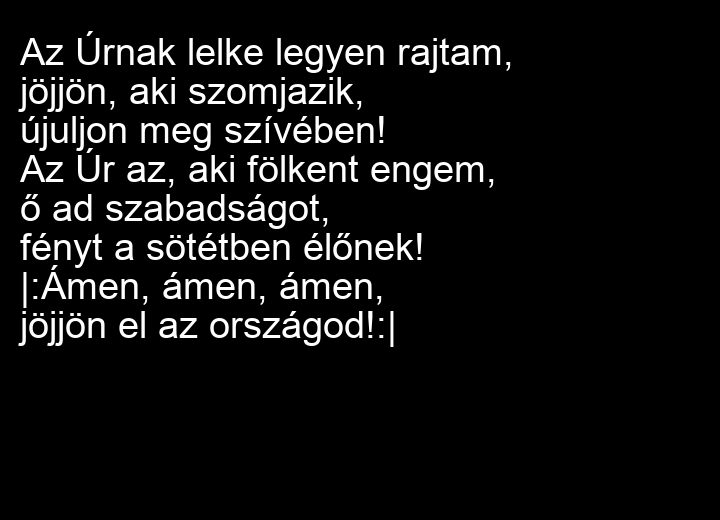 Az Úrnak lelke legyen rajtam,
jöjjön, aki szomjazik,
újuljon meg szívében!
Az Úr az, aki fölkent engem,
ő ad szabadságot,
fényt a sötétben élőnek!
|:Ámen, ámen, ámen,
jöjjön el az országod!:|